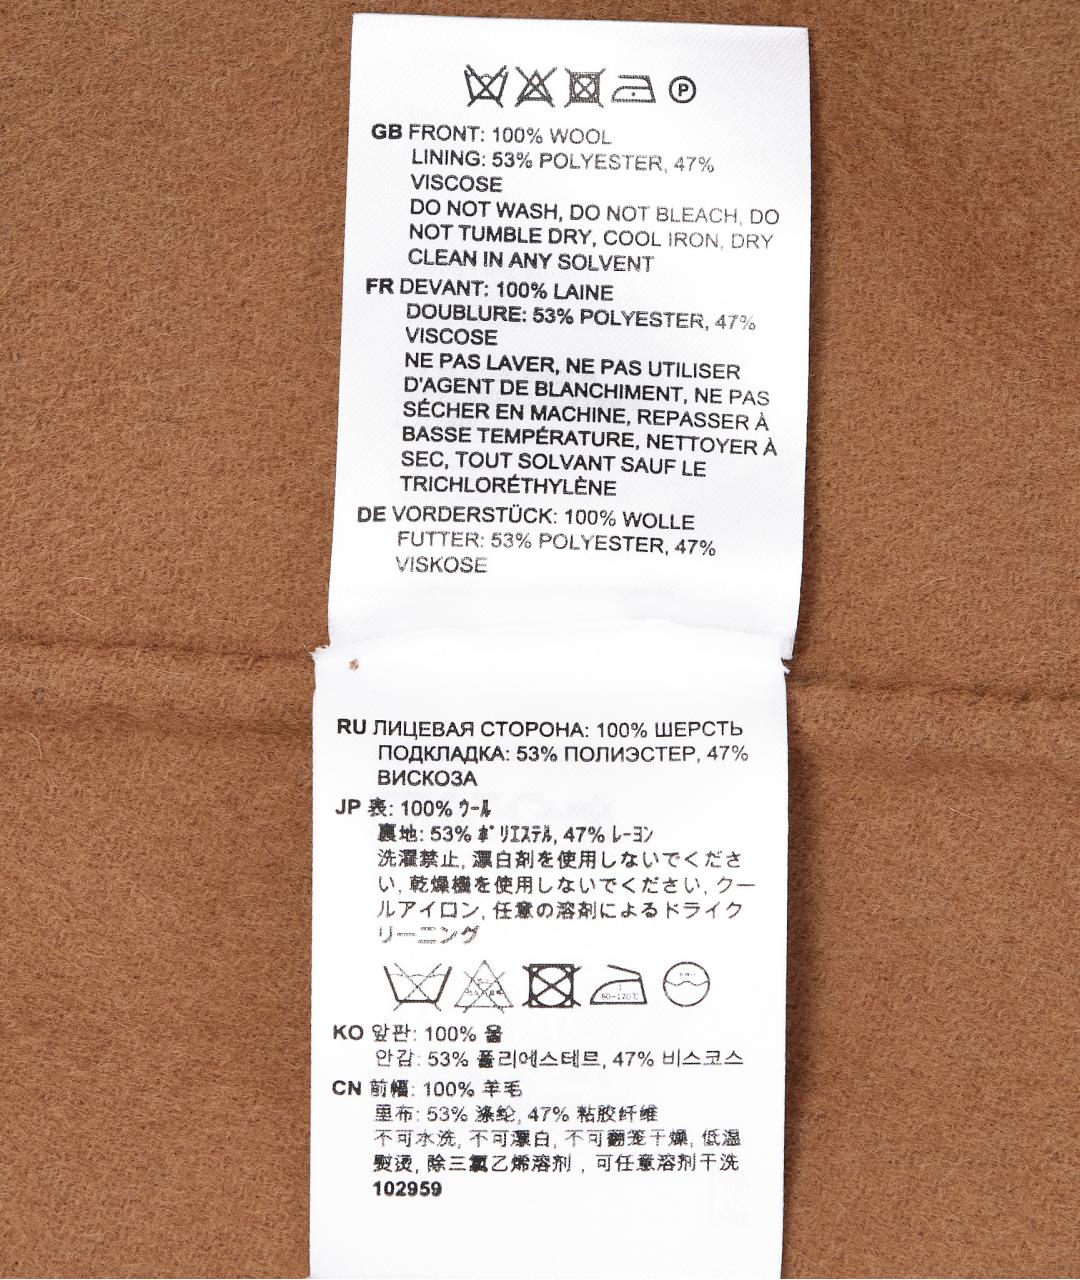 P
GB FRONT: 100% WOOL
LINING: 53% POLYESTER, 47%
VISCOSE
DO NOT WASH, DO NOT BLEACH, DO
NOT TUMBLE DRY, COOL IRON, DRY
CLEAN IN ANY SOLVENT
FR DEVANT: 100% LAINE
DOUBLURE: 53% POLYESTER, 47%
VISCOSE
NE PAS LAVER, NE PAS UTILISER
D'AGENT DE BLANCHIMENT, NE PAS
SÉCHER EN MACHINE, REPASSER À
BASSE TEMPÉRATURE, NETTOYER À
SEC, TOUT SOLVANT SAUF LE
TRICHLORÉTHYLÈNE
DE VORDERSTÜCK: 100% WOLLE
FUTTER: 53% POLYESTER, 47%
VISKOSE
RU ЛИЦЕВАЯ СТОРОНА: 100% ШЕРСТЬ
ПОДКЛАДКА: 53% ПОЛИЭСТЕР, 47%
ВИСКОЗА
JP 表: 100% ウール
裏地: 53% ポリエステル, 47% レーヨン
洗濯禁止, 漂白剤を使用しないでくださ
い, 乾燥機を使用しないでください, クー
ルアイロン, 任意の溶剤によるドライク
リーニング
80-120℃
KO 앞판: 100% 울
안감: 53% 폴리에스테르, 47% 비스코스
CN 前幅: 100% 羊毛
里布: 53% 涤纶, 47% 粘胶纤维
不可水洗, 不可漂白, 不可翻笼干燥, 低温
熨烫, 除三氯乙烯溶剂, 可任意溶剂干洗
102959